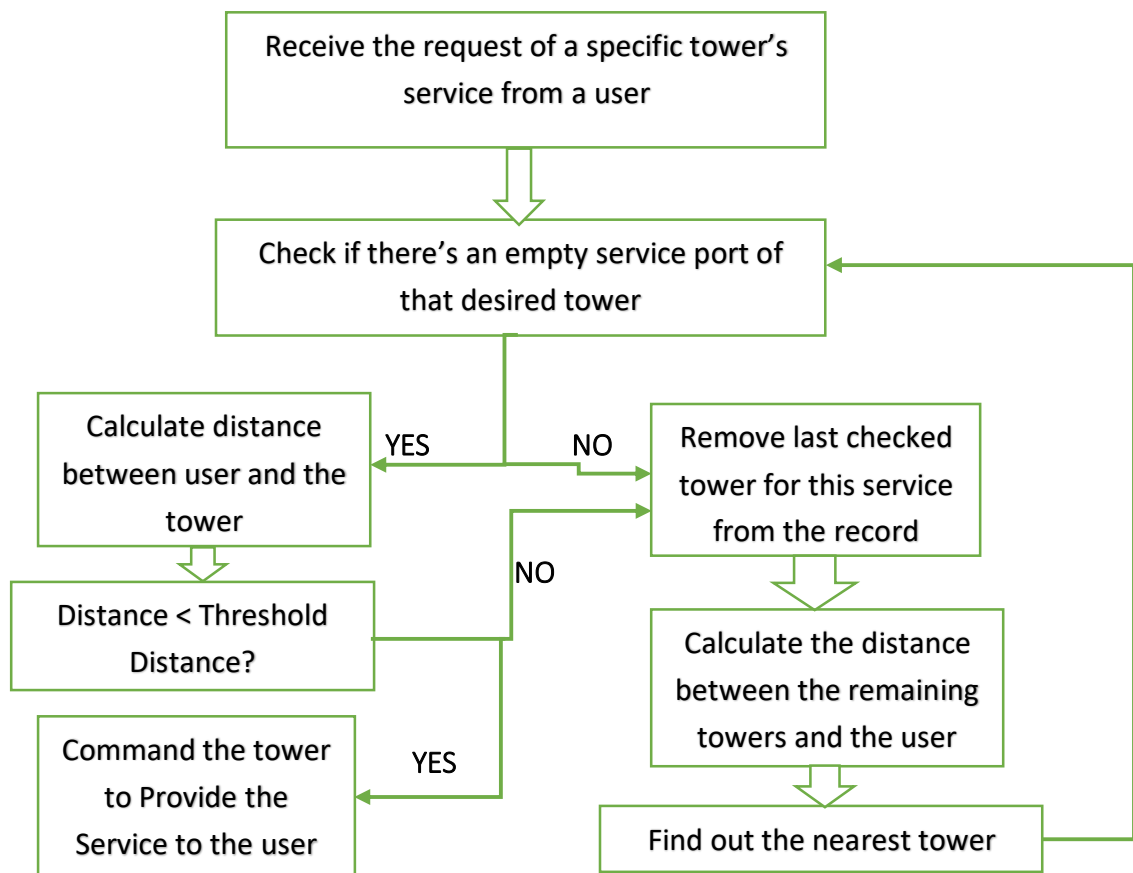 Receive the request of a specific tower’s
service from a user
Check if there’s an empty service port of
that desired tower
Calculate distance
between user and the
tower
YES
NO
Remove last checked
tower for this service
from the record
NO
Distance < Threshold
Distance?
Calculate the distance
between the remaining
towers and the user
Command the tower
to Provide the
Service to the user
YES
Find out the nearest tower